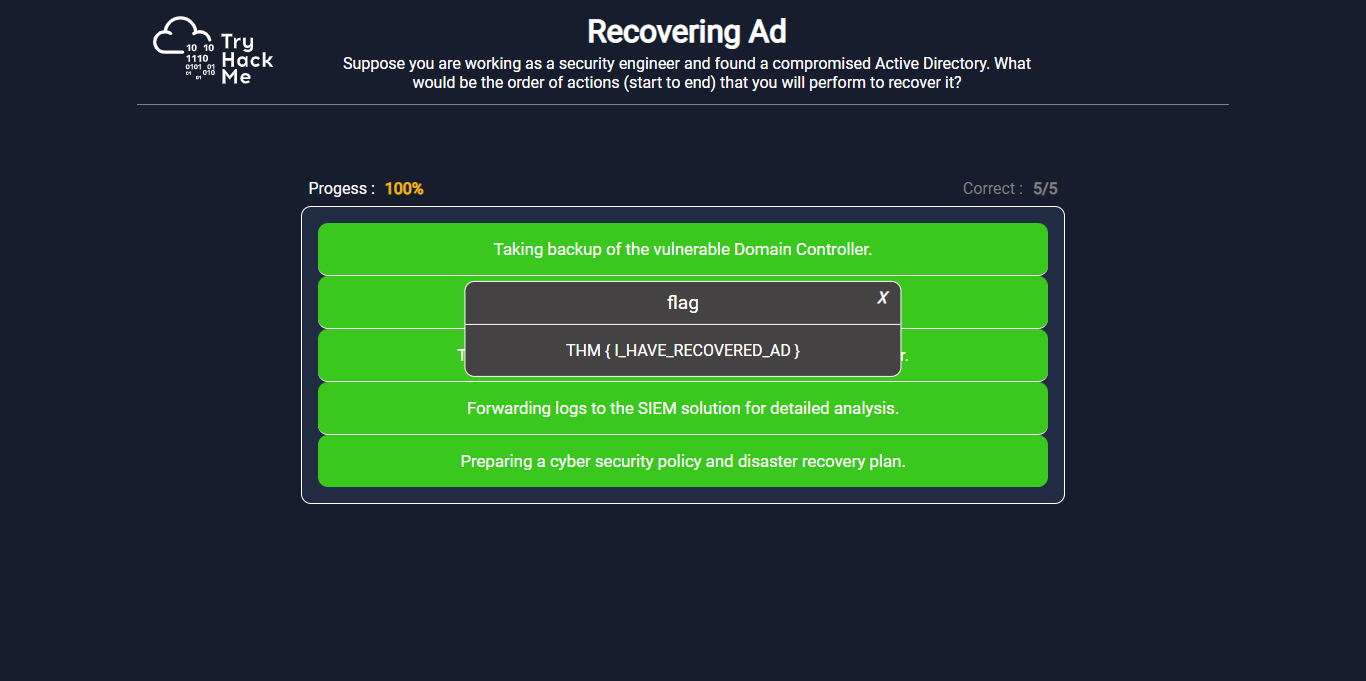 Try
Hack
Me
10 10
1110
0101 01
01 010
01
Recovering Ad
Suppose you are working as a security engineer and found a compromised Active Directory. What
would be the order of actions (start to end) that you will perform to recover it?
Progess : 100%
Correct : 5/5
Taking backup of the vulnerable Domain Controller.
flag
X
THM { I_HAVE_RECOVERED_AD }
Forwarding logs to the SIEM solution for detailed analysis.
Preparing a cyber security policy and disaster recovery plan.